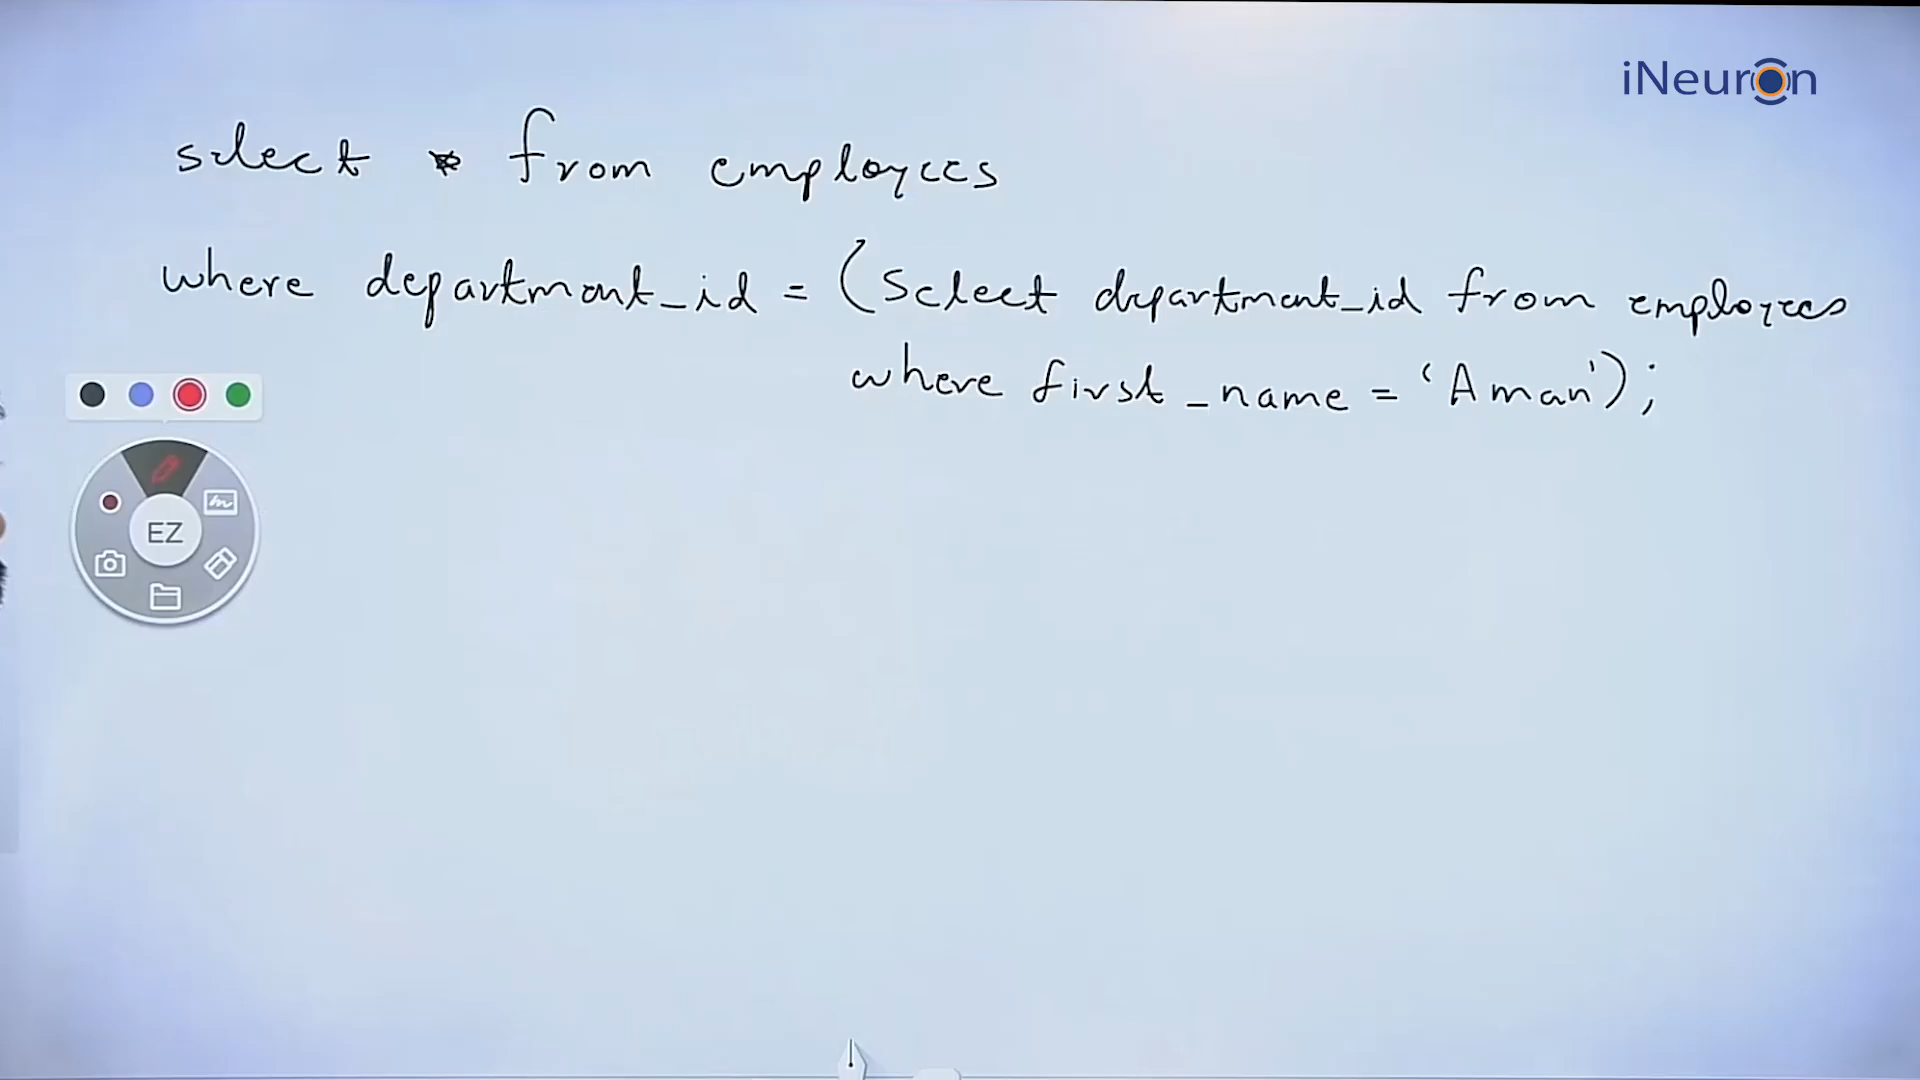 iNeuron
select * from employees
where department_id = (Select department_id from employees
where first_name = 'Aman');
EZ